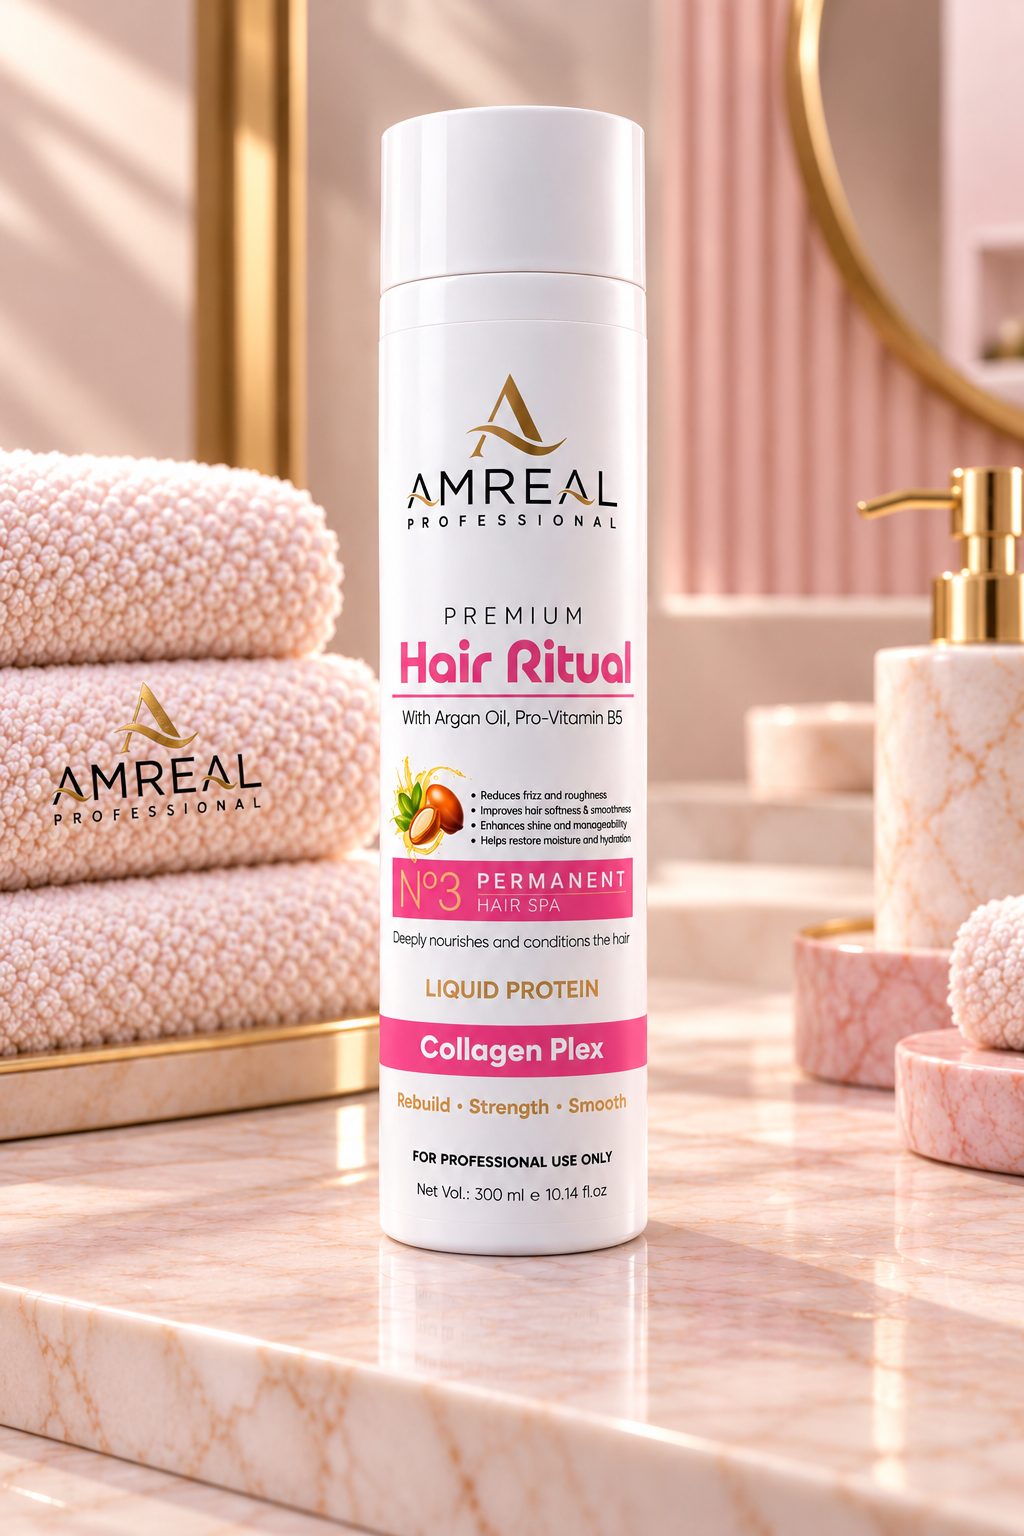 AMREAL
PROFESSIONAL
PREMIUM
Hair Ritual
With Argan Oil, Pro-Vitamin B5
• Reduces frizz and roughness
• Improves hair softness & smoothness
• Enhances shine and manageability
• Helps restore moisture and hydration
Nº3 PERMANENT
HAIR SPA
Deeply nourishes and conditions the hair
LIQUID PROTEIN
Collagen Plex
Rebuild • Strength • Smooth
FOR PROFESSIONAL USE ONLY
Net Vol.: 300 ml e 10.14 fl.oz
AMREAL
PROFESSIONAL